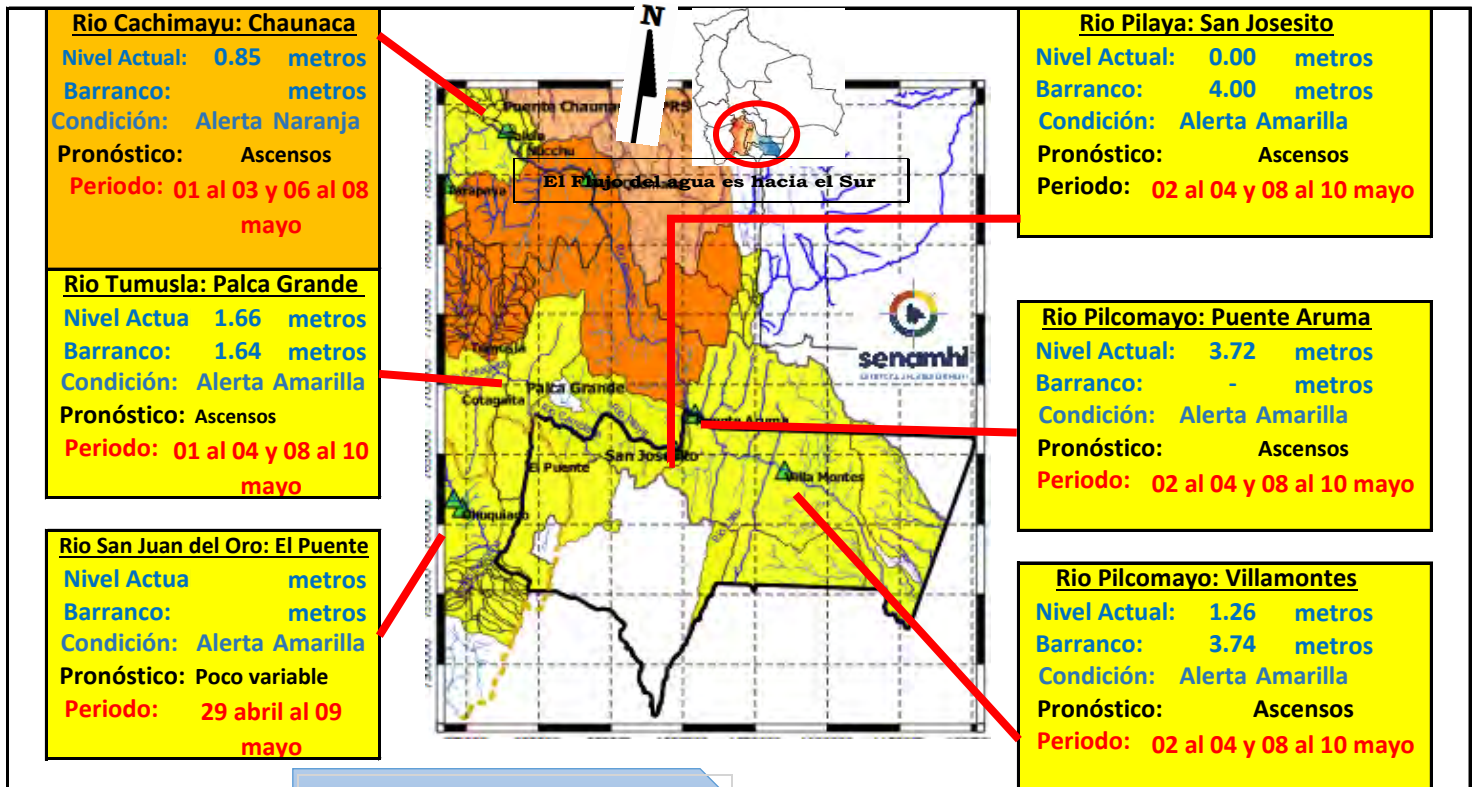 Rio Cachimayu: Chaunaca
Nivel Actual: 0.85 metros
Barranco: metros
Condición: Alerta Naranja
Pronóstico: Ascensos
Periodo: 01 al 03 y 06 al 08
mayo
Rio Tumusla: Palca Grande
Nivel Actua 1.66 metros
Barranco: 1.64 metros
Condición: Alerta Amarilla
Pronóstico: Ascensos
Periodo: 01 al 04 y 08 al 10
mayo
Rio San Juan del Oro: El Puente
Nivel Actua metros
Barranco: metros
Condición: Alerta Amarilla
Pronóstico: Poco variable
Periodo: 29 abril al 09
mayo
N
Puente Chauna
Nucchu
Tarapaya
El Flujo del agua es hacia el Sur
senamhi
Tumusla
Palca Grande
Cotagaita
Puente Aruma
San Josesito
El Puente
Villa Montes
Chuquiago
Rio Pilaya: San Josesito
Nivel Actual: 0.00 metros
Barranco: 4.00 metros
Condición: Alerta Amarilla
Pronóstico: Ascensos
Periodo: 02 al 04 y 08 al 10 mayo
Rio Pilcomayo: Puente Aruma
Nivel Actual: 3.72 metros
Barranco: - metros
Condición: Alerta Amarilla
Pronóstico: Ascensos
Periodo: 02 al 04 y 08 al 10 mayo
Rio Pilcomayo: Villamontes
Nivel Actual: 1.26 metros
Barranco: 3.74 metros
Condición: Alerta Amarilla
Pronóstico: Ascensos
Periodo: 02 al 04 y 08 al 10 mayo